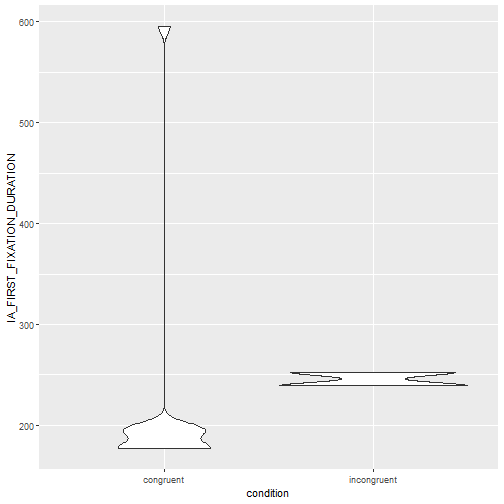 600
500
400
300
200
IA_FIRST_FIXATION_DURATION
congruent
incongruent
condition